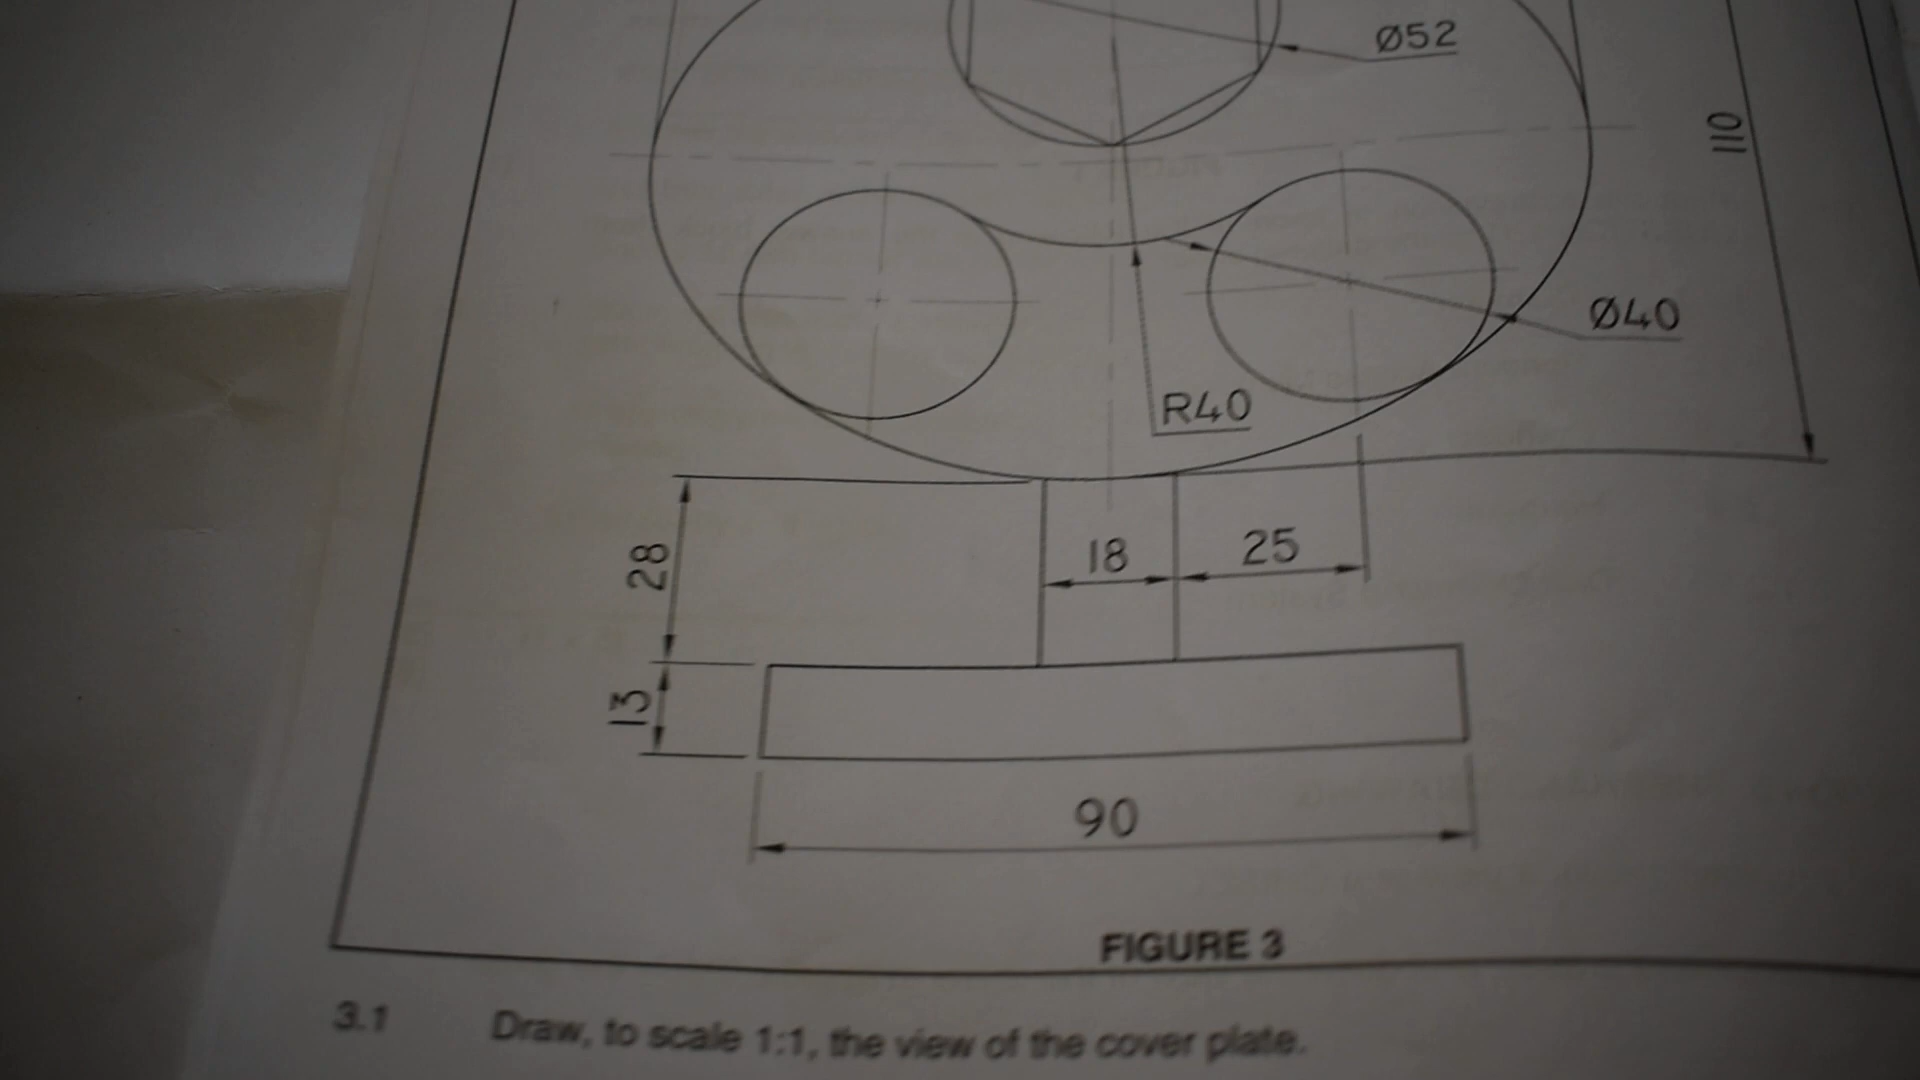 Ø52
110
Ø40
R40
28
18
25
13
90
FIGURE 3
3.1 Draw, to scale 1:1, the view of the cover plate.